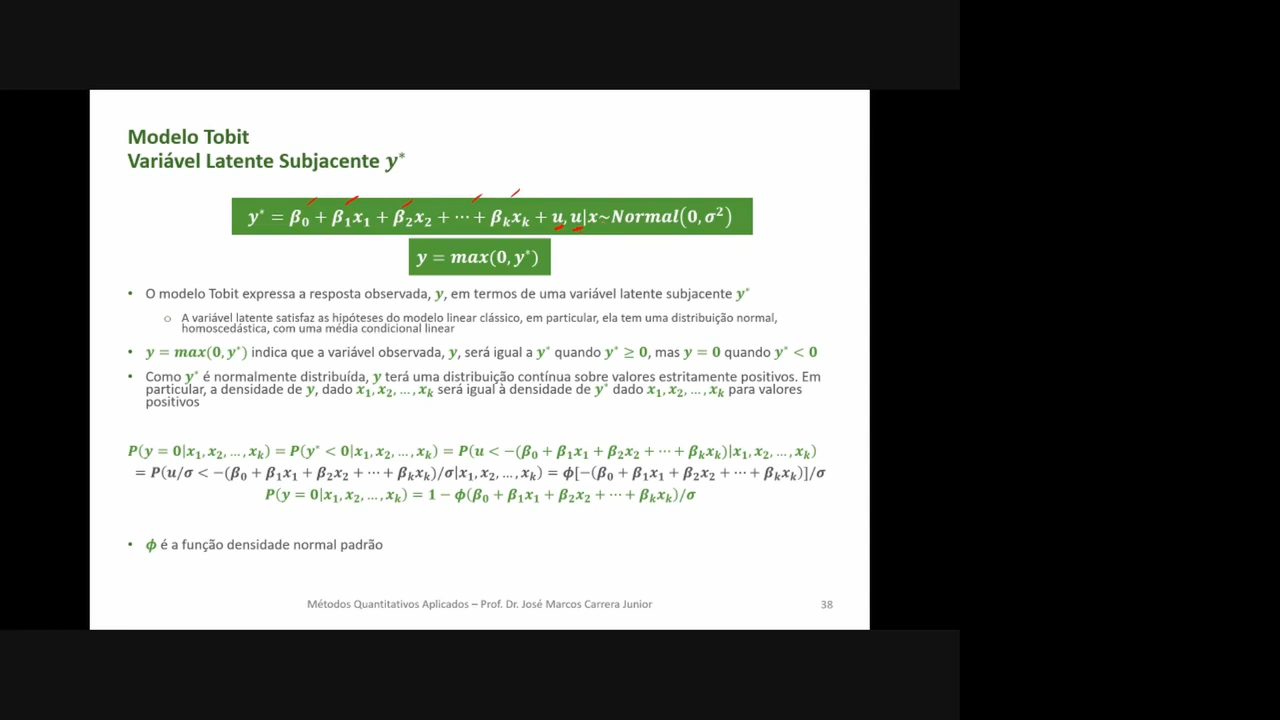 Modelo Tobit
Variável Latente Subjacente y*
y* = β₀ + β₁x₁ + β₂x₂ + ⋯ + βₖxₖ + u, u|x~Normal(0, σ²)
y = max(0, y*)
• O modelo Tobit expressa a resposta observada, y, em termos de uma variável latente subjacente y*
○ A variável latente satisfaz as hipóteses do modelo linear clássico, em particular, ela tem uma distribuição normal,
homoscedástica, com uma média condicional linear
• y = max(0, y*) indica que a variável observada, y, será igual a y* quando y* ≥ 0, mas y = 0 quando y* < 0
• Como y* é normalmente distribuída, y terá uma distribuição contínua sobre valores estritamente positivos. Em
particular, a densidade de y, dado x₁, x₂, …, xₖ será igual à densidade de y* dado x₁, x₂, …, xₖ para valores
positivos
P(y = 0|x₁, x₂, …, xₖ) = P(y* < 0|x₁, x₂, …, xₖ) = P(u < −(β₀ + β₁x₁ + β₂x₂ + ⋯ + βₖxₖ)|x₁, x₂, …, xₖ)
= P(u/σ < −(β₀ + β₁x₁ + β₂x₂ + ⋯ + βₖxₖ)/σ|x₁, x₂, …, xₖ) = ϕ[−(β₀ + β₁x₁ + β₂x₂ + ⋯ + βₖxₖ)]/σ
P(y = 0|x₁, x₂, …, xₖ) = 1 − ϕ(β₀ + β₁x₁ + β₂x₂ + ⋯ + βₖxₖ)/σ
• ϕ é a função densidade normal padrão
Métodos Quantitativos Aplicados – Prof. Dr. José Marcos Carrera Junior
38